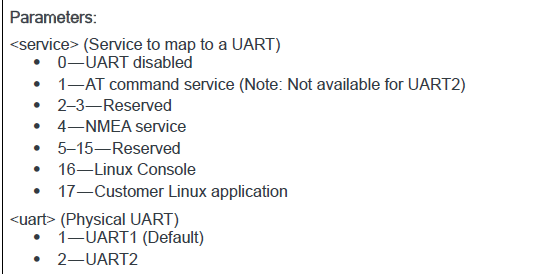 Parameters:
<service> (Service to map to a UART)
• 0—UART disabled
• 1—AT command service (Note: Not available for UART2)
• 2–3—Reserved
• 4—NMEA service
• 5–15—Reserved
• 16—Linux Console
• 17—Customer Linux application
<uart> (Physical UART)
• 1—UART1 (Default)
• 2—UART2